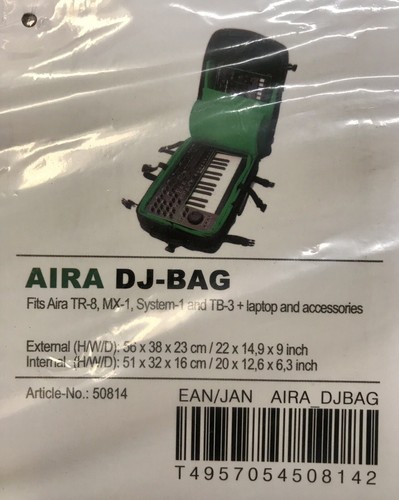 AIRA DJ-BAG
Fits Aira TR-8, MX-1, System-1 and TB-3 + laptop and accessories
External (H/W/D): 56 x 38 x 23 cm / 22 x 14,9 x 9 inch
Internal (H/W/D): 51 x 32 x 16 cm / 20 x 12,6 x 6,3 inch
Article-No.: 50814
EAN/JAN AIRA_DJBAG
T4957054508142